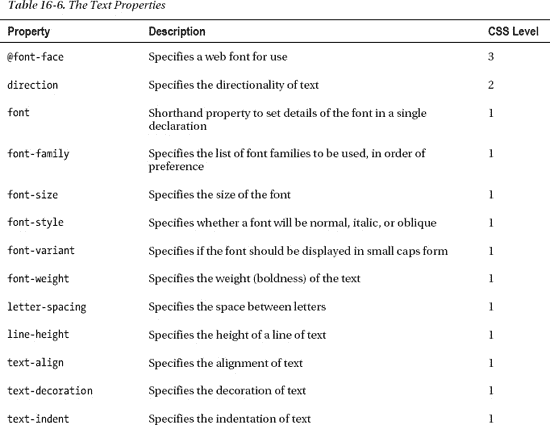 Table 16-6. The Text Properties
Property Description CSS Level
@font-face Specifies a web font for use 3
direction Specifies the directionality of text 2
font Shorthand property to set details of the font in a single 1
declaration
font-family Specifies the list of font families to be used, in order of 1
preference
font-size Specifies the size of the font 1
font-style Specifies whether a font will be normal, italic, or oblique 1
font-variant Specifies if the font should be displayed in small caps form 1
font-weight Specifies the weight (boldness) of the text 1
letter-spacing Specifies the space between letters 1
line-height Specifies the height of a line of text 1
text-align Specifies the alignment of text 1
text-decoration Specifies the decoration of text 1
text-indent Specifies the indentation of text 1